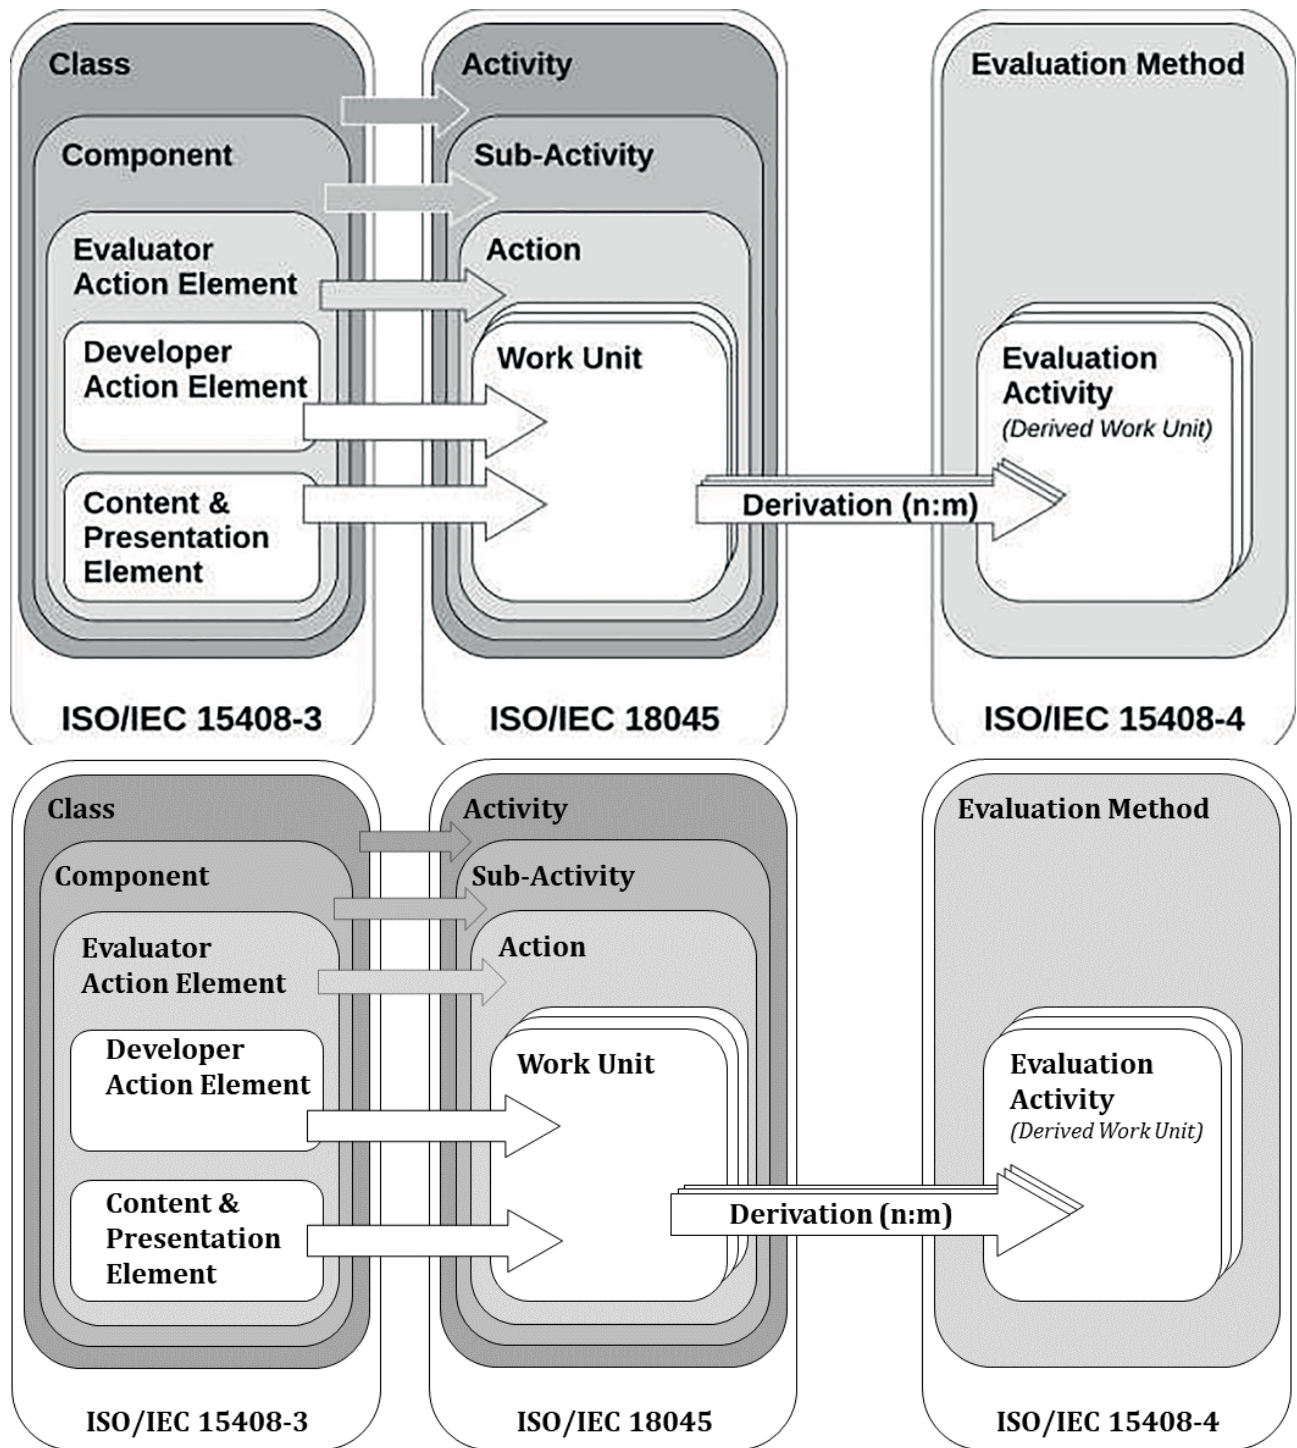 Class
Component
Evaluator
Action Element
Developer
Action Element
Content &
Presentation
Element
ISO/IEC 15408-3
Activity
Sub-Activity
Action
Work Unit
Derivation (n:m)
ISO/IEC 18045
Evaluation Method
Evaluation
Activity
(Derived Work Unit)
ISO/IEC 15408-4
Class
Component
Evaluator
Action Element
Developer
Action Element
Content &
Presentation
Element
ISO/IEC 15408-3
Activity
Sub-Activity
Action
Work Unit
Derivation (n:m)
ISO/IEC 18045
Evaluation Method
Evaluation
Activity
(Derived Work Unit)
ISO/IEC 15408-4